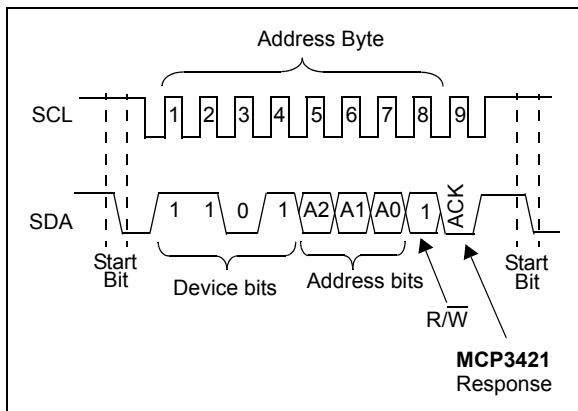 Address Byte
SCL 1 2 3 4 5 6 7 8 9
SDA 1 1 0 1 A2 A1 A0 1 ACK
Start Bit
Device bits
Address bits
Start Bit
R/W̅
MCP3421
Response